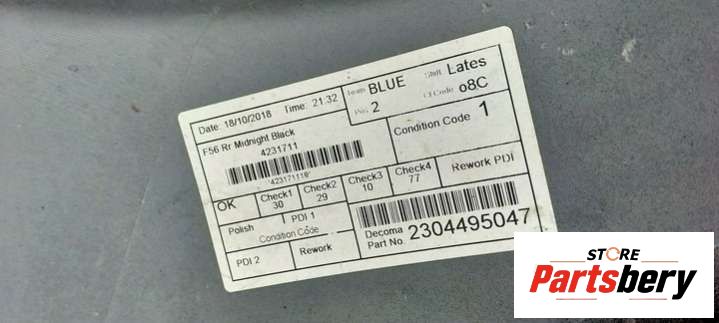 Date: 18/10/2018 Time: 21:32
Team BLUE
Shift. Lates
2
CI Code o8C
F56 Rr Midnight Black
4231711
*423171118*
Condition Code 1
OK
Check1 30
Check2 29
Check3 10
Check4 77
Rework PDI
Polish
PDI 1
Condition Code
Decoma Part No. 2304495047
PDI 2
Rework
STORE
Partsbery